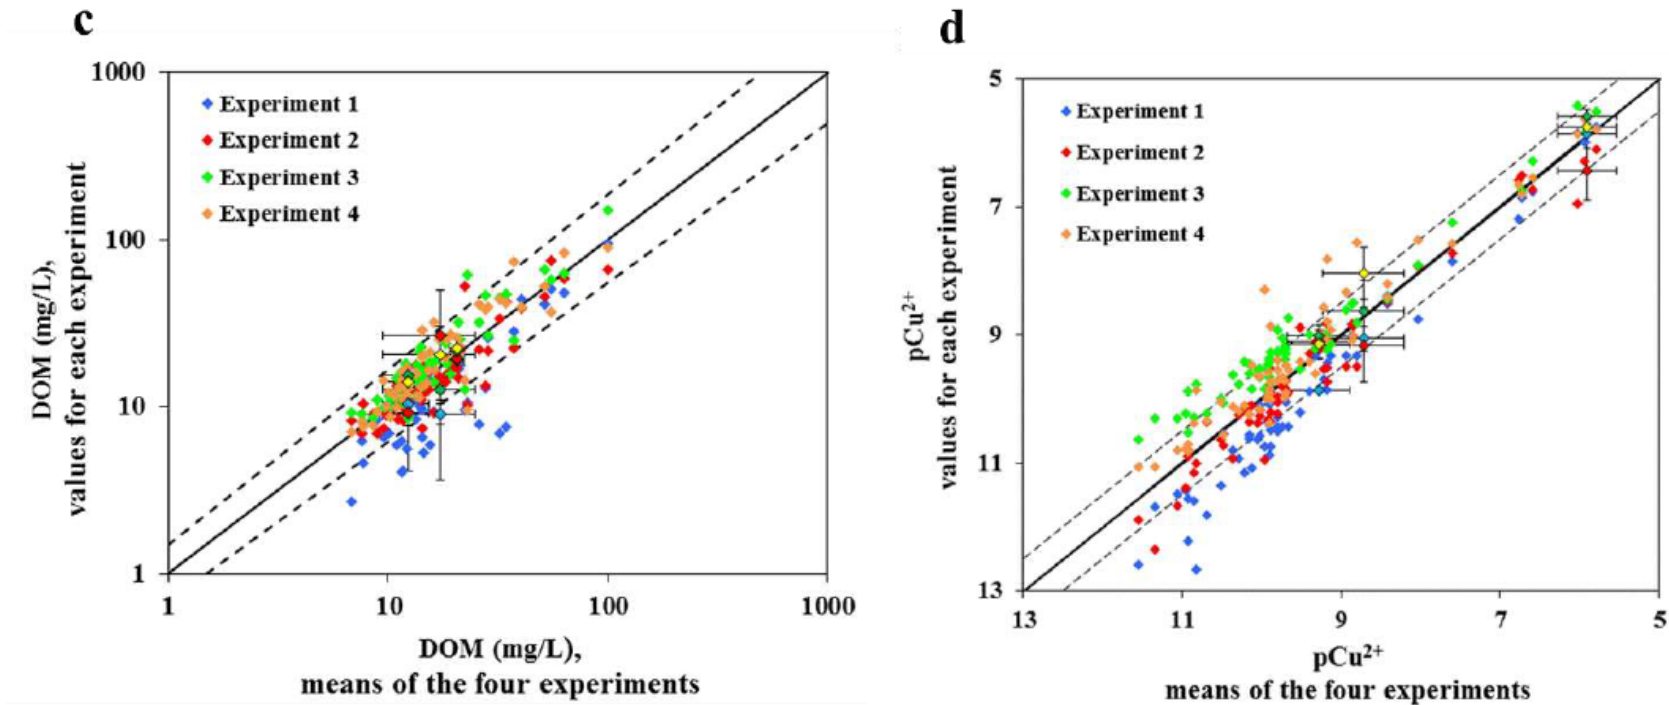 c
1000
100
10
1
Experiment 1
Experiment 2
Experiment 3
Experiment 4
DOM (mg/L),
values for each experiment
1
10
100
1000
DOM (mg/L),
means of the four experiments
d
5
7
9
11
13
Experiment 1
Experiment 2
Experiment 3
Experiment 4
pCu²⁺
values for each experiment
13
11
9
7
5
pCu²⁺
means of the four experiments